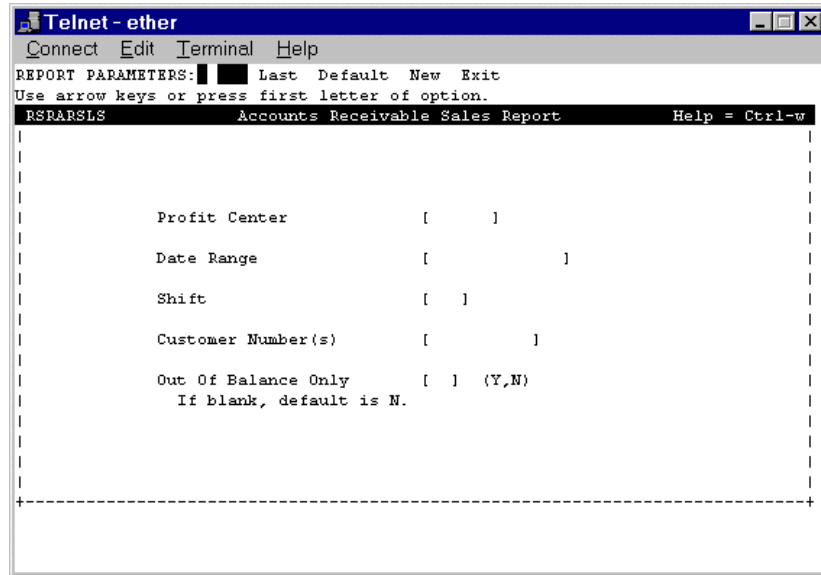 Telnet - ether
Connect Edit Terminal Help
REPORT PARAMETERS: Last Default New Exit
Use arrow keys or press first letter of option.
RSRARSLS Accounts Receivable Sales Report Help = Ctrl-w
Profit Center [ ]
Date Range [ ]
Shift [ ]
Customer Number(s) [ ]
Out Of Balance Only [ ] (Y,N)
If blank, default is N.